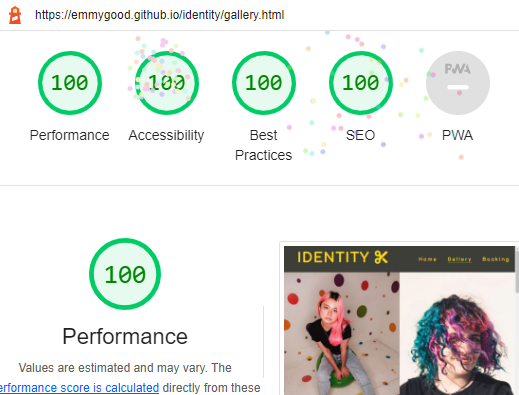 https://emmygood.github.io/identity/gallery.html
100 100 100 100 PWA
Performance Accessibility Best Practices SEO PWA
100
IDENTITY
Home Gallery Booking
Performance
Values are estimated and may vary. The
erformance score is calculated directly from these